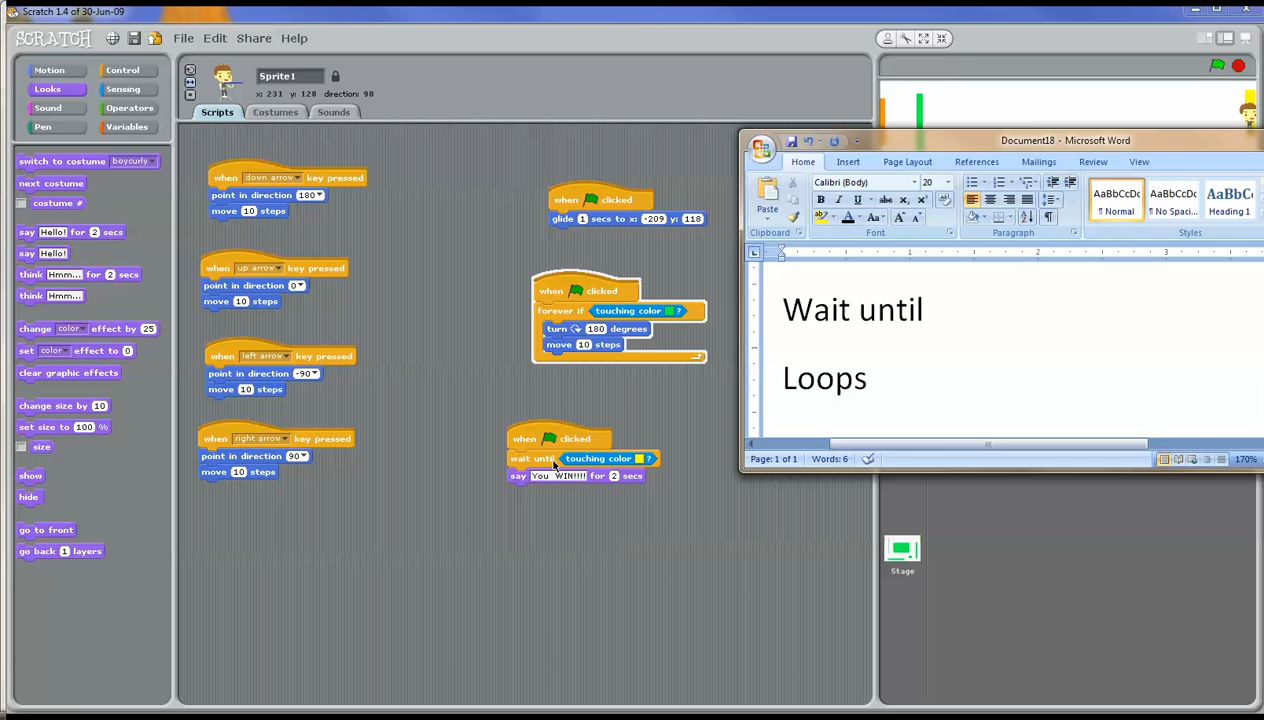 Scratch 1.4 of 30-Jun-09
SCRATCH File Edit Share Help
Motion Control
Looks Sensing
Sound Operators
Pen Variables
switch to costume boycurly
next costume
costume #
say Hello! for 2 secs
say Hello!
think Hmm... for 2 secs
think Hmm...
change color effect by 25
set color effect to 0
clear graphic effects
change size by 10
set size to 100 %
size
show
hide
go to front
go back 1 layers
Sprite1
x: 231 y: 128 direction: 90
Scripts Costumes Sounds
when down arrow key pressed
point in direction 180
move 10 steps
when up arrow key pressed
point in direction 0
move 10 steps
when left arrow key pressed
point in direction -90
move 10 steps
when right arrow key pressed
point in direction 90
move 10 steps
when clicked
glide 1 secs to x: -209 y: 118
when clicked
forever if touching color ?
turn 180 degrees
move 10 steps
when clicked
wait until touching color ?
say You WIN!!!! for 2 secs
Document18 - Microsoft Word
Home Insert Page Layout References Mailings Review View
Calibri (Body) 20
Paste
B I U
Aa A A
AaBbCcDc AaBbCcDc AaBbCc
¶ Normal ¶ No Spaci... Heading 1
Clipboard Font Paragraph Styles
Wait until
Loops
Page: 1 of 1 Words: 6 170%
Stage